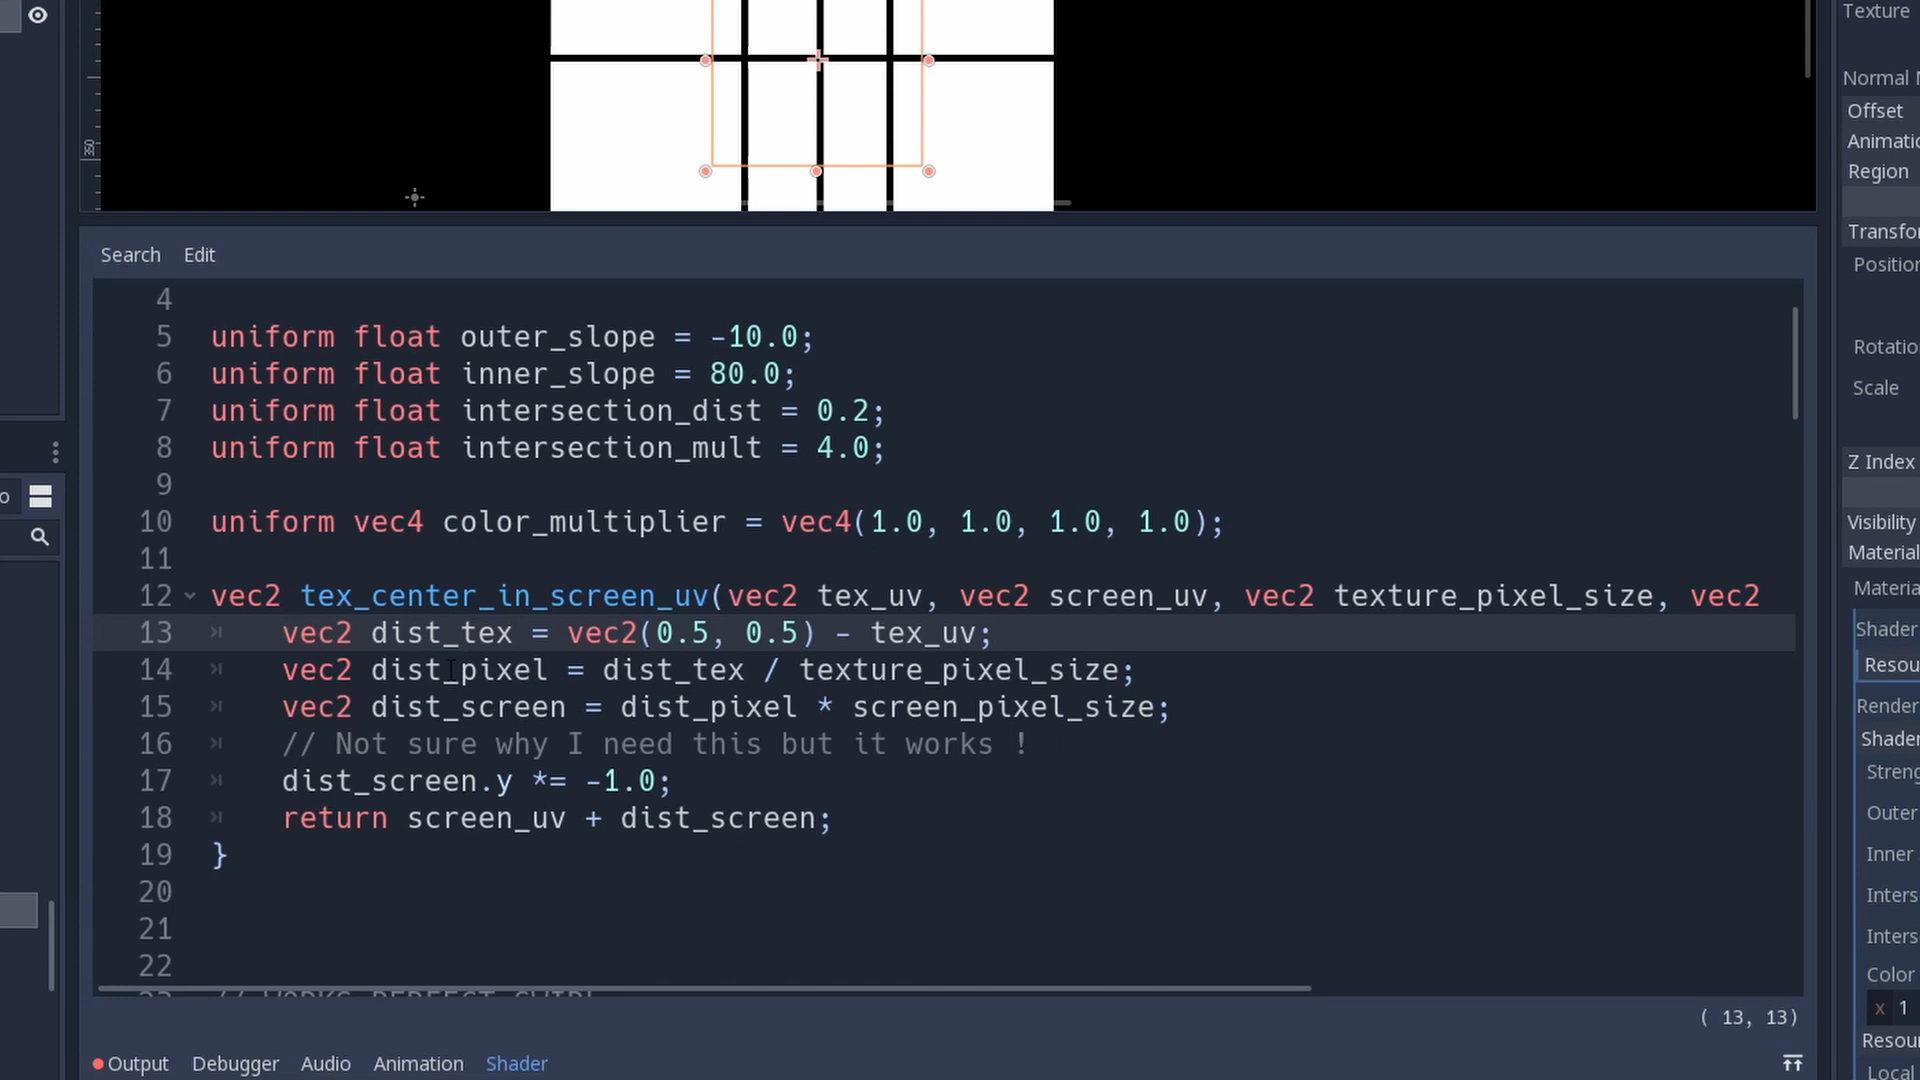 Texture
Normal
Offset
Region
350
Search Edit
4
5 uniform float outer_slope = -10.0;
6 uniform float inner_slope = 80.0;
7 uniform float intersection_dist = 0.2;
8 uniform float intersection_mult = 4.0;
9
10 uniform vec4 color_multiplier = vec4(1.0, 1.0, 1.0, 1.0);
11
12 vec2 tex_center_in_screen_uv(vec2 tex_uv, vec2 screen_uv, vec2 texture_pixel_size, vec2
13 vec2 dist_tex = vec2(0.5, 0.5) - tex_uv;
14 vec2 dist_pixel = dist_tex / texture_pixel_size;
15 vec2 dist_screen = dist_pixel * screen_pixel_size;
16 // Not sure why I need this but it works !
17 dist_screen.y *= -1.0;
18 return screen_uv + dist_screen;
19 }
20
21
22
( 13, 13)
Output Debugger Audio Animation Shader
Transfo
Positio
Rotatio
Scale
Z Index
Visibility
Material
Materia
Shader
Resou
Render
Shader
Streng
Outer
Inner
Inters
Inters
Color
x 1
Resou
Local